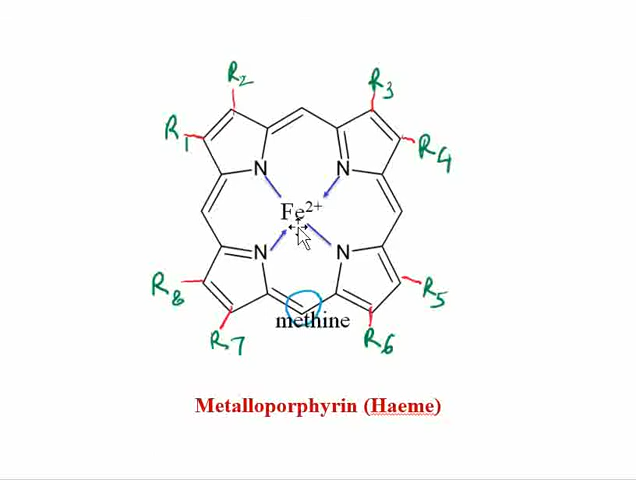 R2
R3
R1
R4
N
N
Fe2+
N
N
R8
R5
methine
R7
R6
Metalloporphyrin (Haeme)